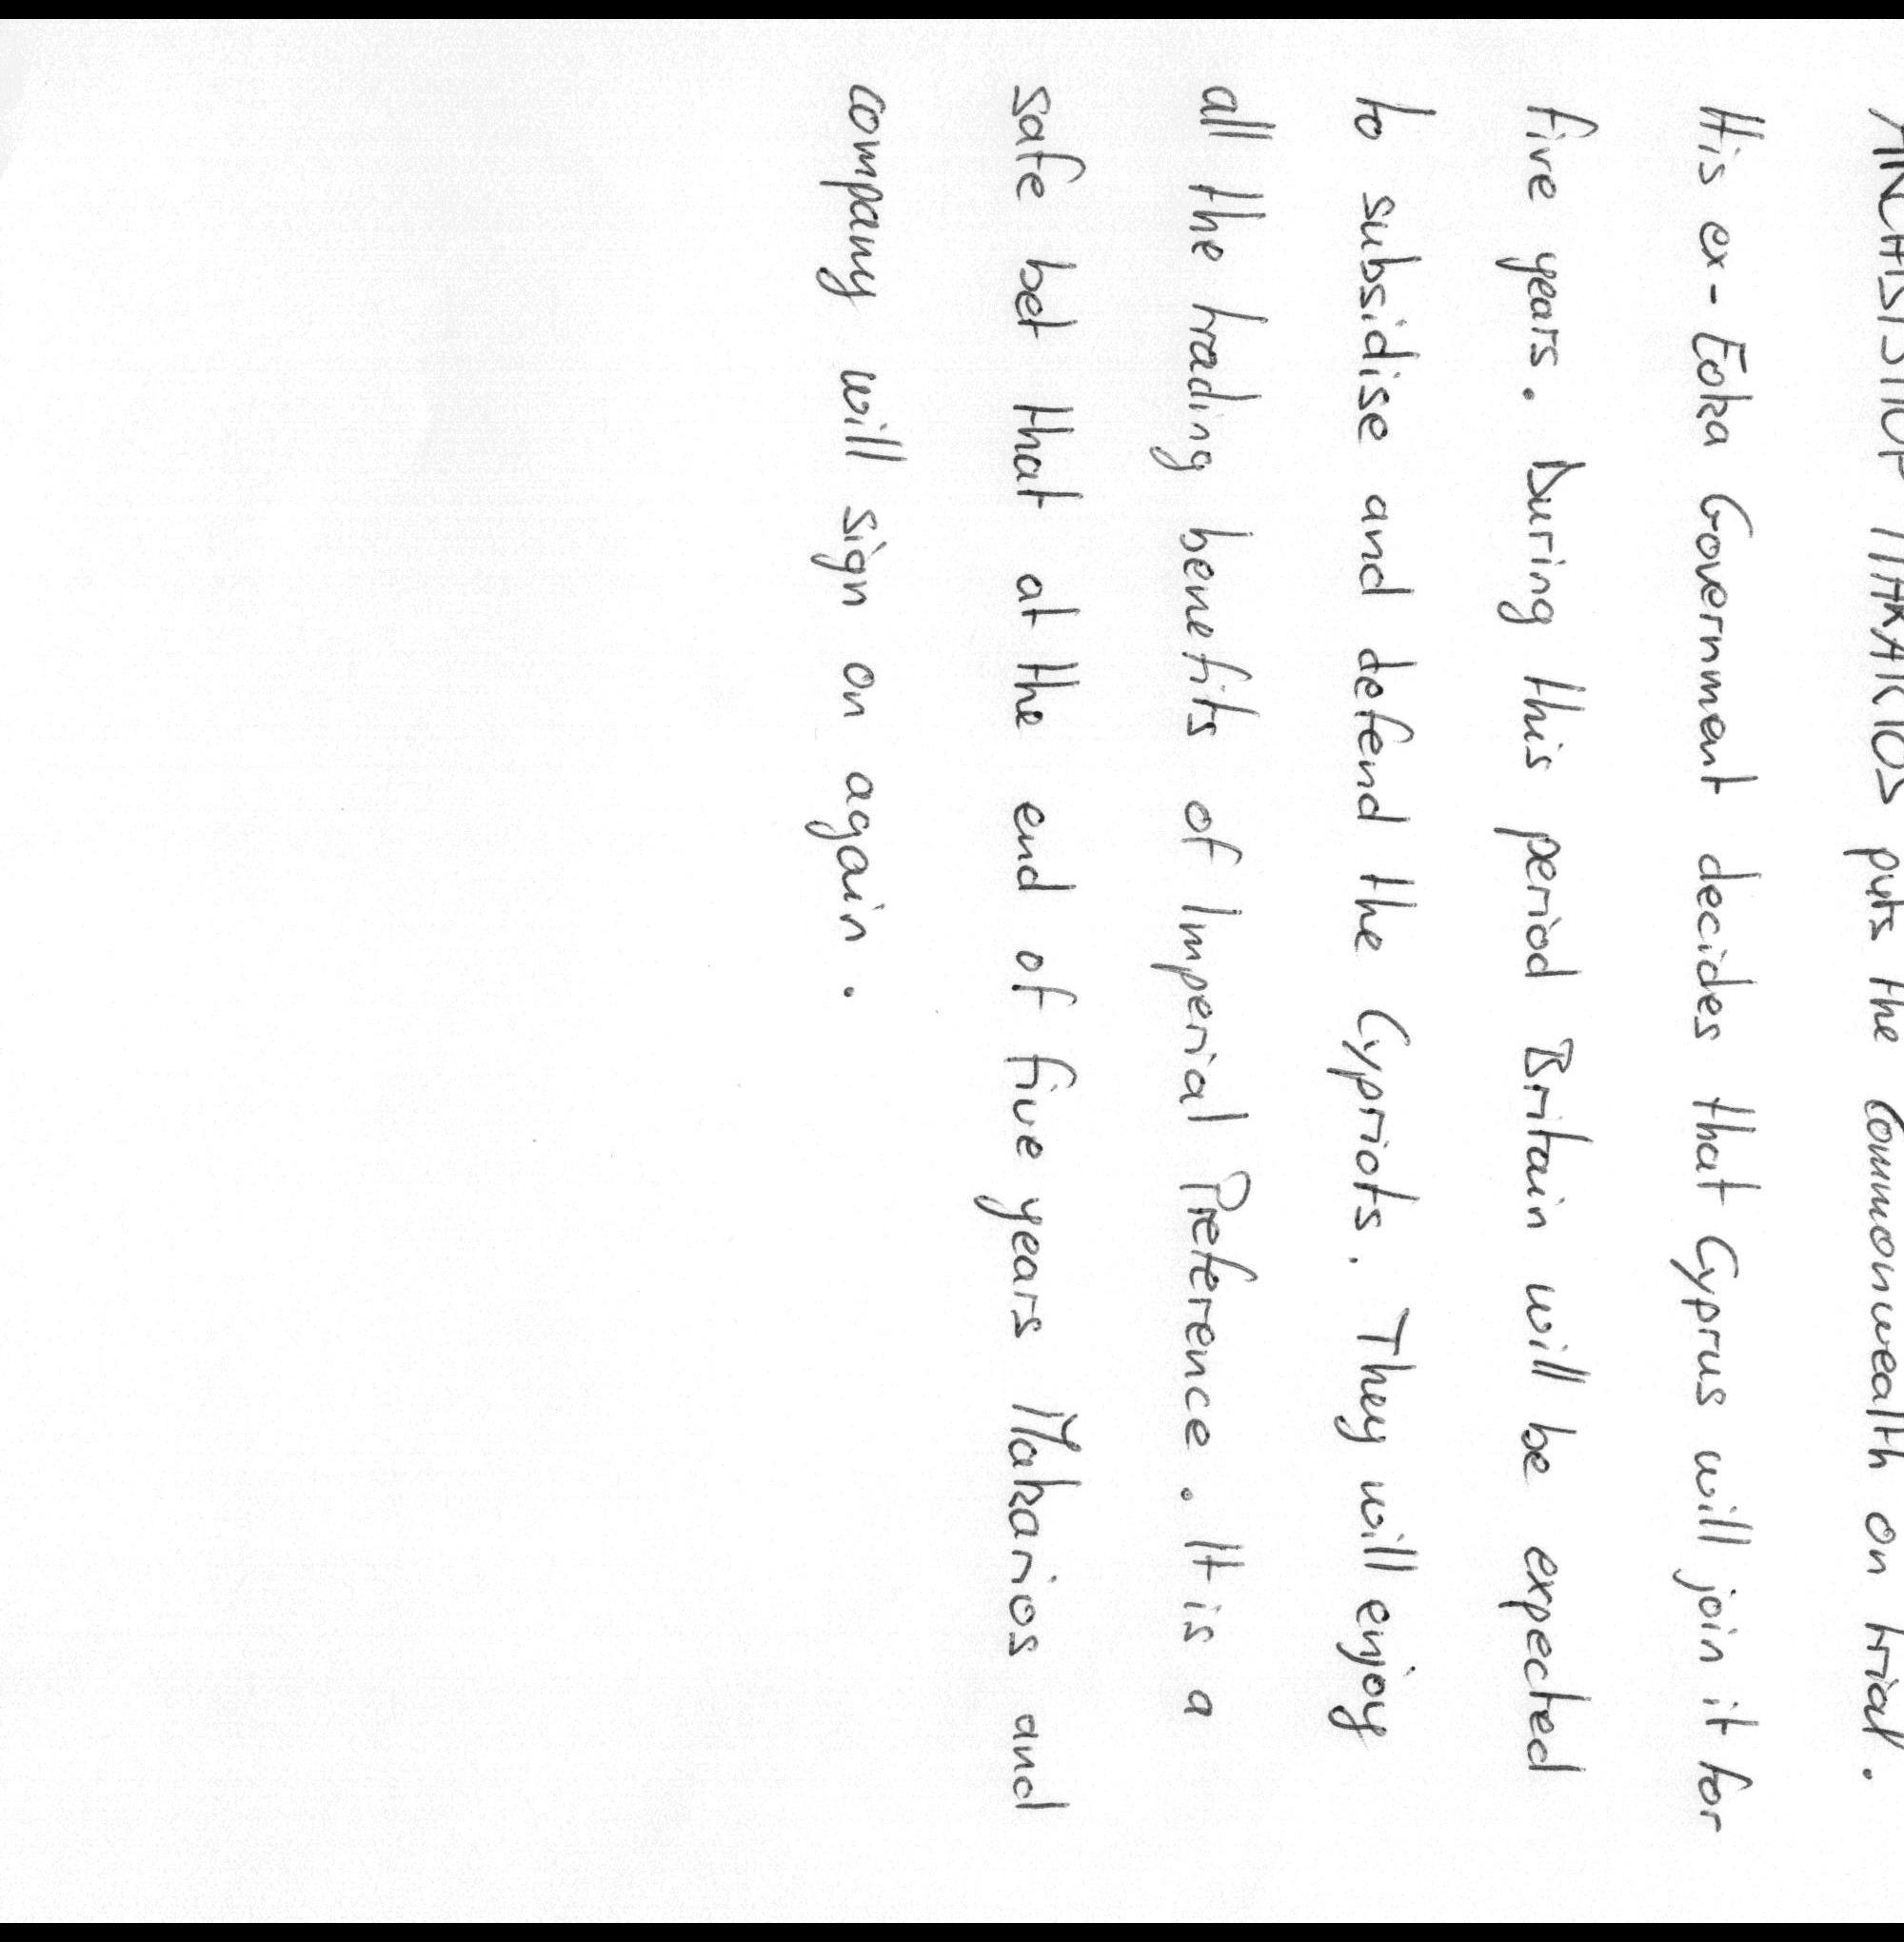 ARCHBISHOP MAKARIOS puts the Commonwealth on trial.
His ex-Eoka Government decides that Cyprus will join it for
five years. During this period Britain will be expected
to subsidise and defend the Cypriots. They will enjoy
all the trading benefits of Imperial Preference. It is a
safe bet that at the end of five years Makarios and
company will sign on again.